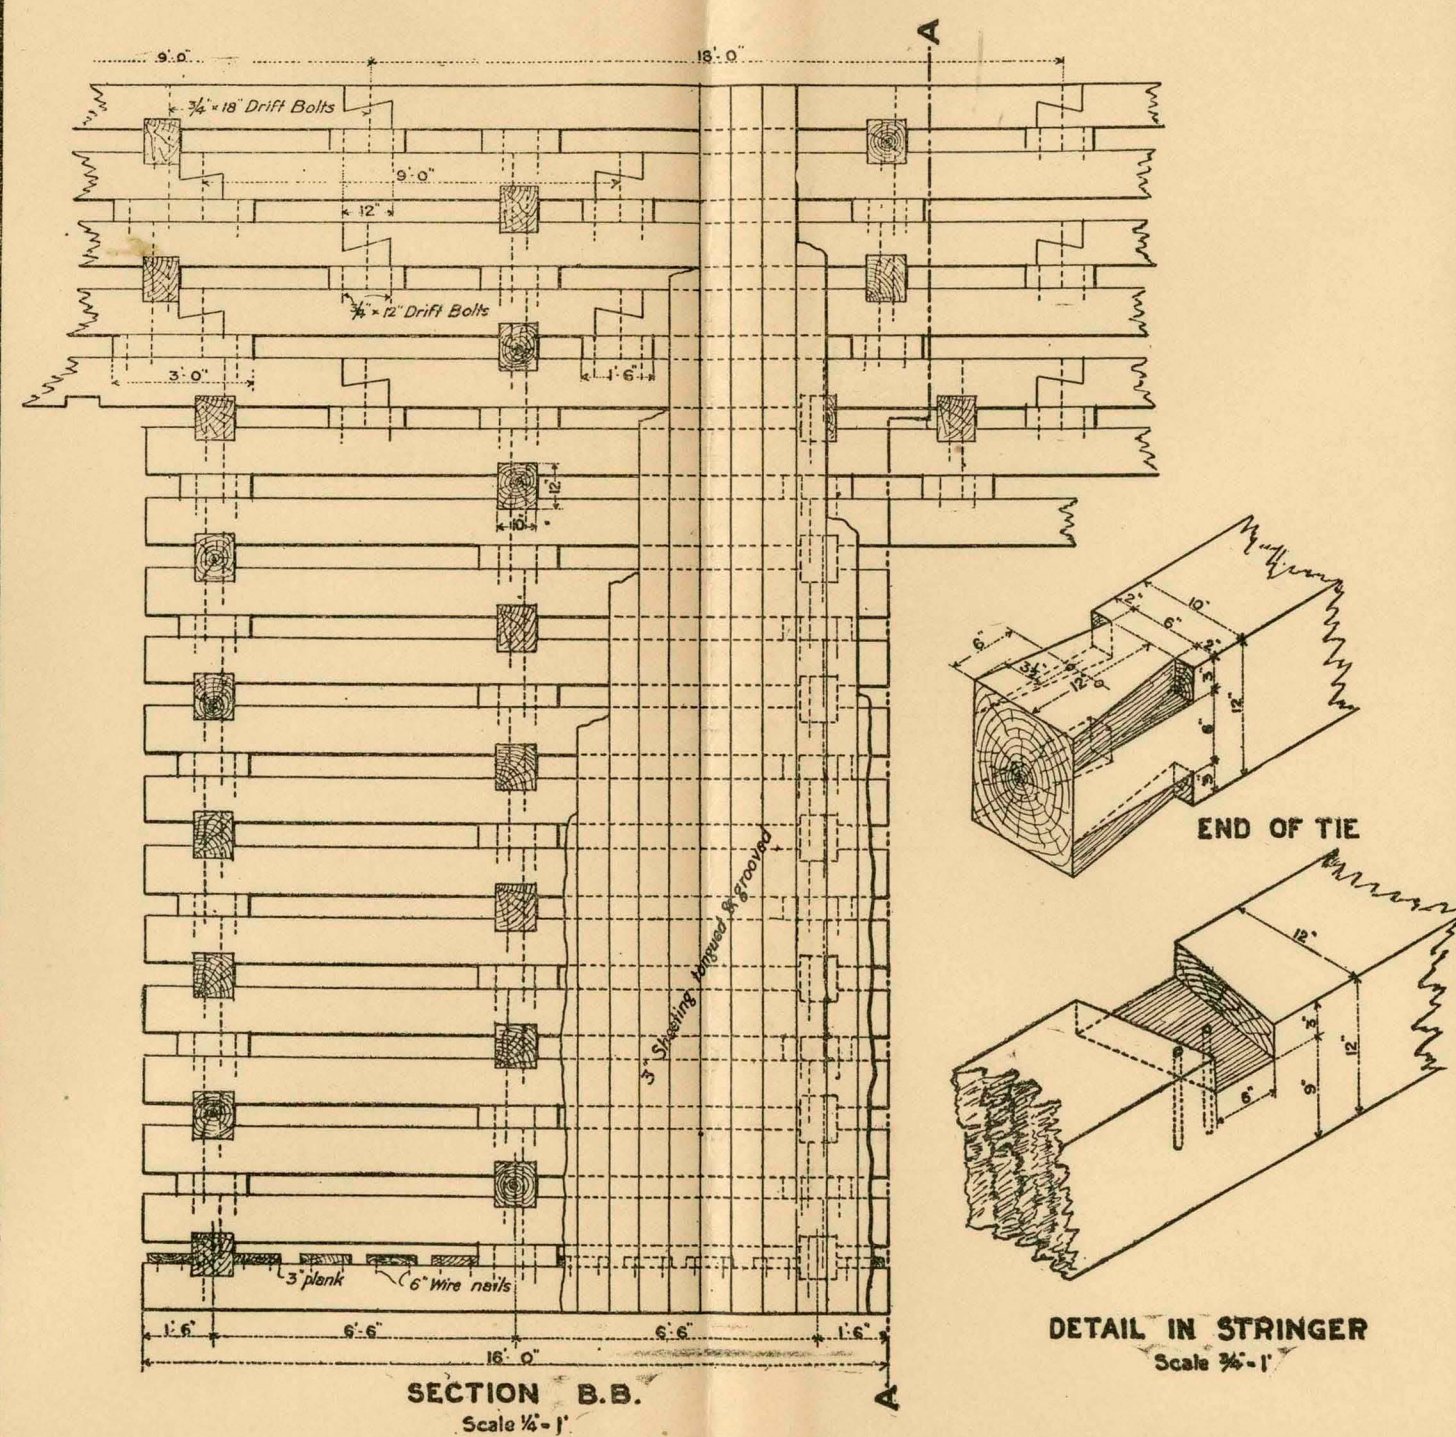 A
9'-0"
18'-0"
3/4" × 18" Drift Bolts
9'-0"
12"
3/4" × 12" Drift Bolts
3'-0"
1'-6"
12"
10"
3" Sheeting tongued & grooved
3" plank
6" Wire nails
1'-6"
6'-6"
6'-6"
1'-6"
16'-0"
A
SECTION B.B.
Scale 1/4" = 1'
2"
10"
6"
2"
6"
3½"
12"
3"
6"
3"
12"
END OF TIE
12"
3"
12"
9"
6"
DETAIL IN STRINGER
Scale 3/4" = 1'